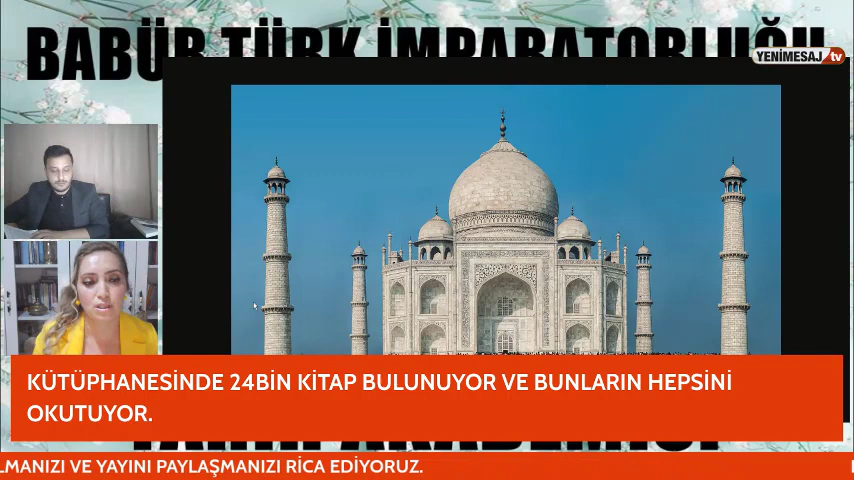 BABÜR TÜRK İMPARATORLUĞU
YENİMESAJ tv
KÜTÜPHANESİNDE 24BİN KİTAP BULUNUYOR VE BUNLARIN HEPSİNİ
OKUTUYOR.
LMANIZI VE YAYINI PAYLAŞMANIZI RİCA EDİYORUZ.